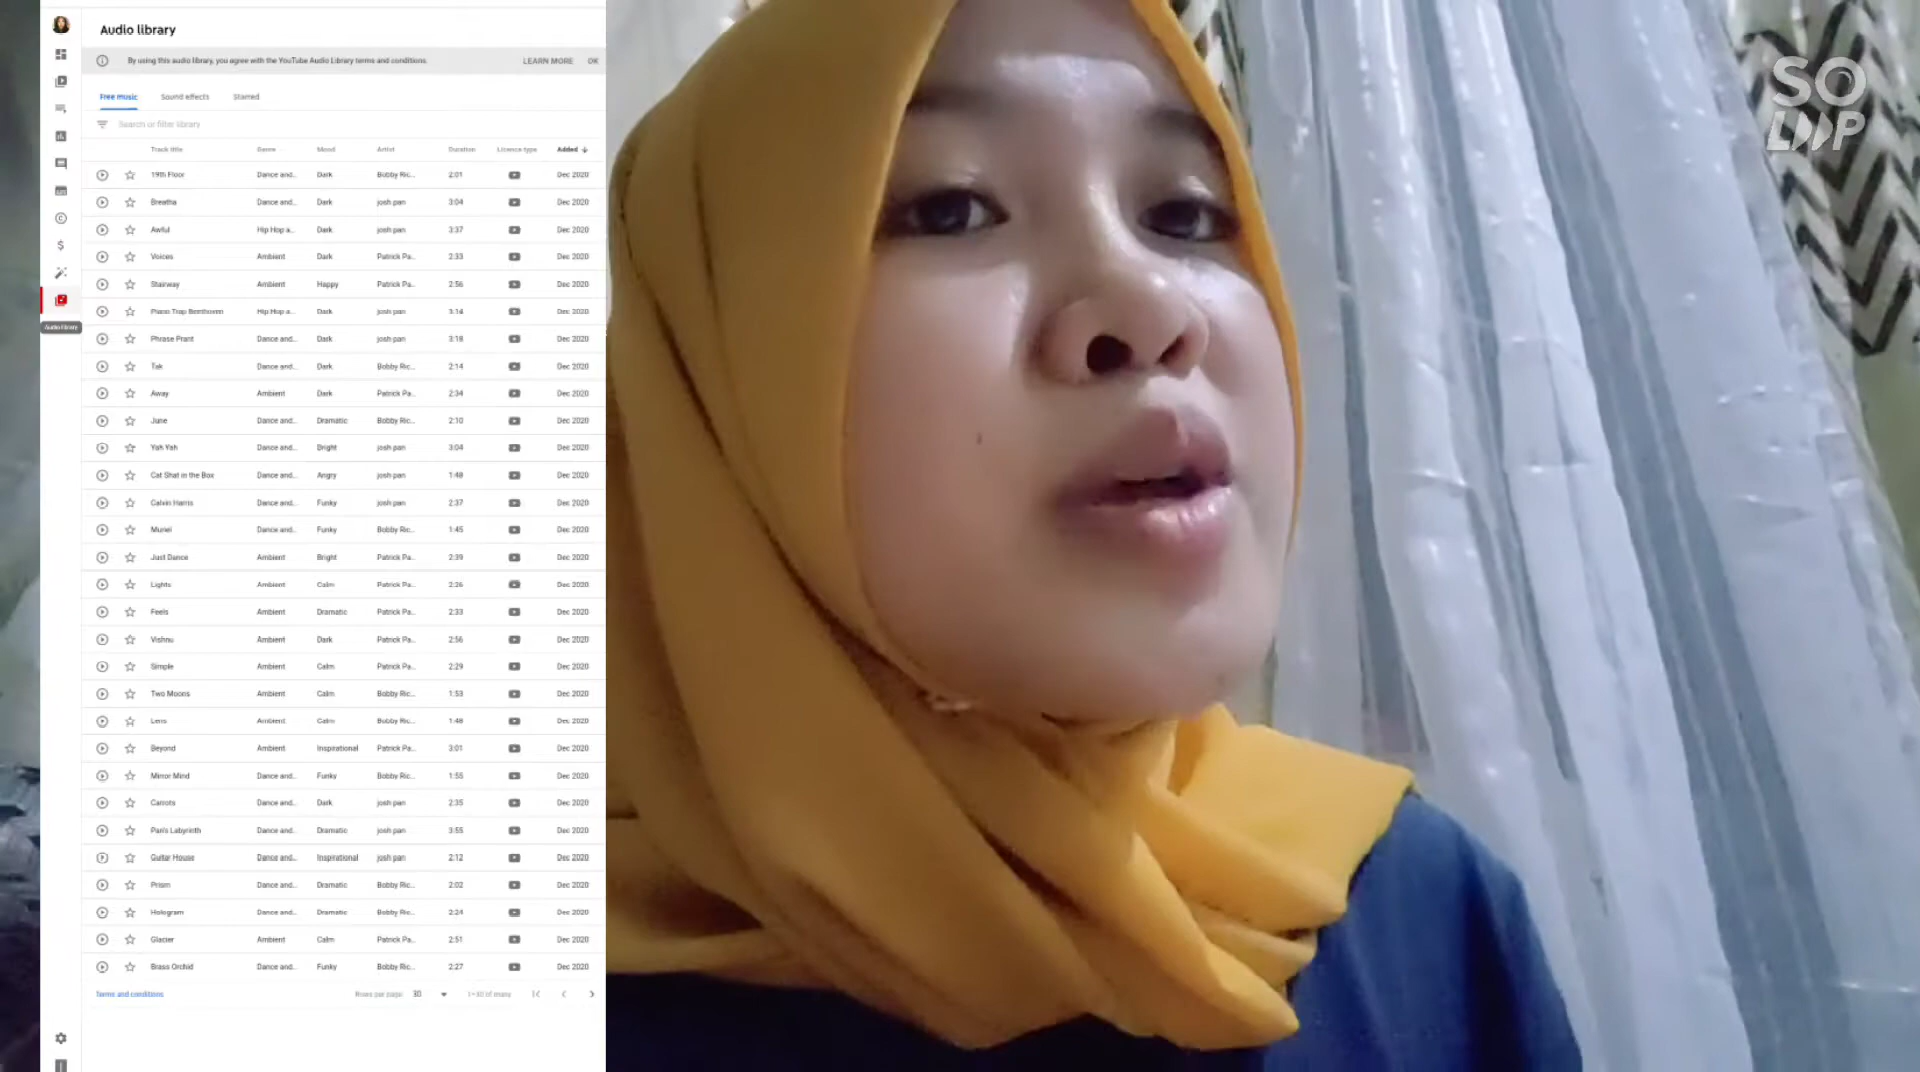 Audio library
By using this audio library, you agree with the YouTube Audio Library terms and conditions. LEARN MORE OK
Free music Sound effects Starred
Search or filter library
Track title Genre Mood Artist Duration Licence type Added
19th Floor Dance and... Dark Bobby Ric... 2:01 Dec 2020
Breatha Dance and... Dark josh pan 3:04 Dec 2020
Awful Hip Hop a... Dark josh pan 3:37 Dec 2020
Voices Ambient Dark Patrick Pa... 2:33 Dec 2020
Stairway Ambient Happy Patrick Pa... 2:56 Dec 2020
Piano Trap Beethoven Hip Hop a... Dark josh pan 3:14 Dec 2020
Phrase Prant Dance and... Dark josh pan 3:18 Dec 2020
Tak Dance and... Dark Bobby Ric... 2:14 Dec 2020
Away Ambient Dark Patrick Pa... 2:34 Dec 2020
June Dance and... Dramatic Bobby Ric... 2:10 Dec 2020
Yah Yah Dance and... Bright josh pan 3:04 Dec 2020
Cat Shat in the Box Dance and... Angry josh pan 1:48 Dec 2020
Calvin Harris Dance and... Funky josh pan 2:37 Dec 2020
Muriel Dance and... Funky Bobby Ric... 1:45 Dec 2020
Just Dance Ambient Bright Patrick Pa... 2:39 Dec 2020
Lights Ambient Calm Patrick Pa... 2:26 Dec 2020
Feels Ambient Dramatic Patrick Pa... 2:33 Dec 2020
Vishnu Ambient Dark Patrick Pa... 2:56 Dec 2020
Simple Ambient Calm Patrick Pa... 2:29 Dec 2020
Two Moons Ambient Calm Bobby Ric... 1:53 Dec 2020
Lens Ambient Calm Bobby Ric... 1:48 Dec 2020
Beyond Ambient Inspirational Patrick Pa... 3:01 Dec 2020
Mirror Mind Dance and... Funky Bobby Ric... 1:55 Dec 2020
Carrots Dance and... Dark josh pan 2:35 Dec 2020
Pan's Labyrinth Dance and... Dramatic josh pan 3:55 Dec 2020
Guitar House Dance and... Inspirational josh pan 2:12 Dec 2020
Prism Dance and... Dramatic Bobby Ric... 2:02 Dec 2020
Hologram Dance and... Dramatic Bobby Ric... 2:24 Dec 2020
Glacier Ambient Calm Patrick Pa... 2:51 Dec 2020
Brass Orchid Dance and... Funky Bobby Ric... 2:27 Dec 2020
Terms and conditions Rows per page: 30 1–30 of many
Audio library
SO
LOOP